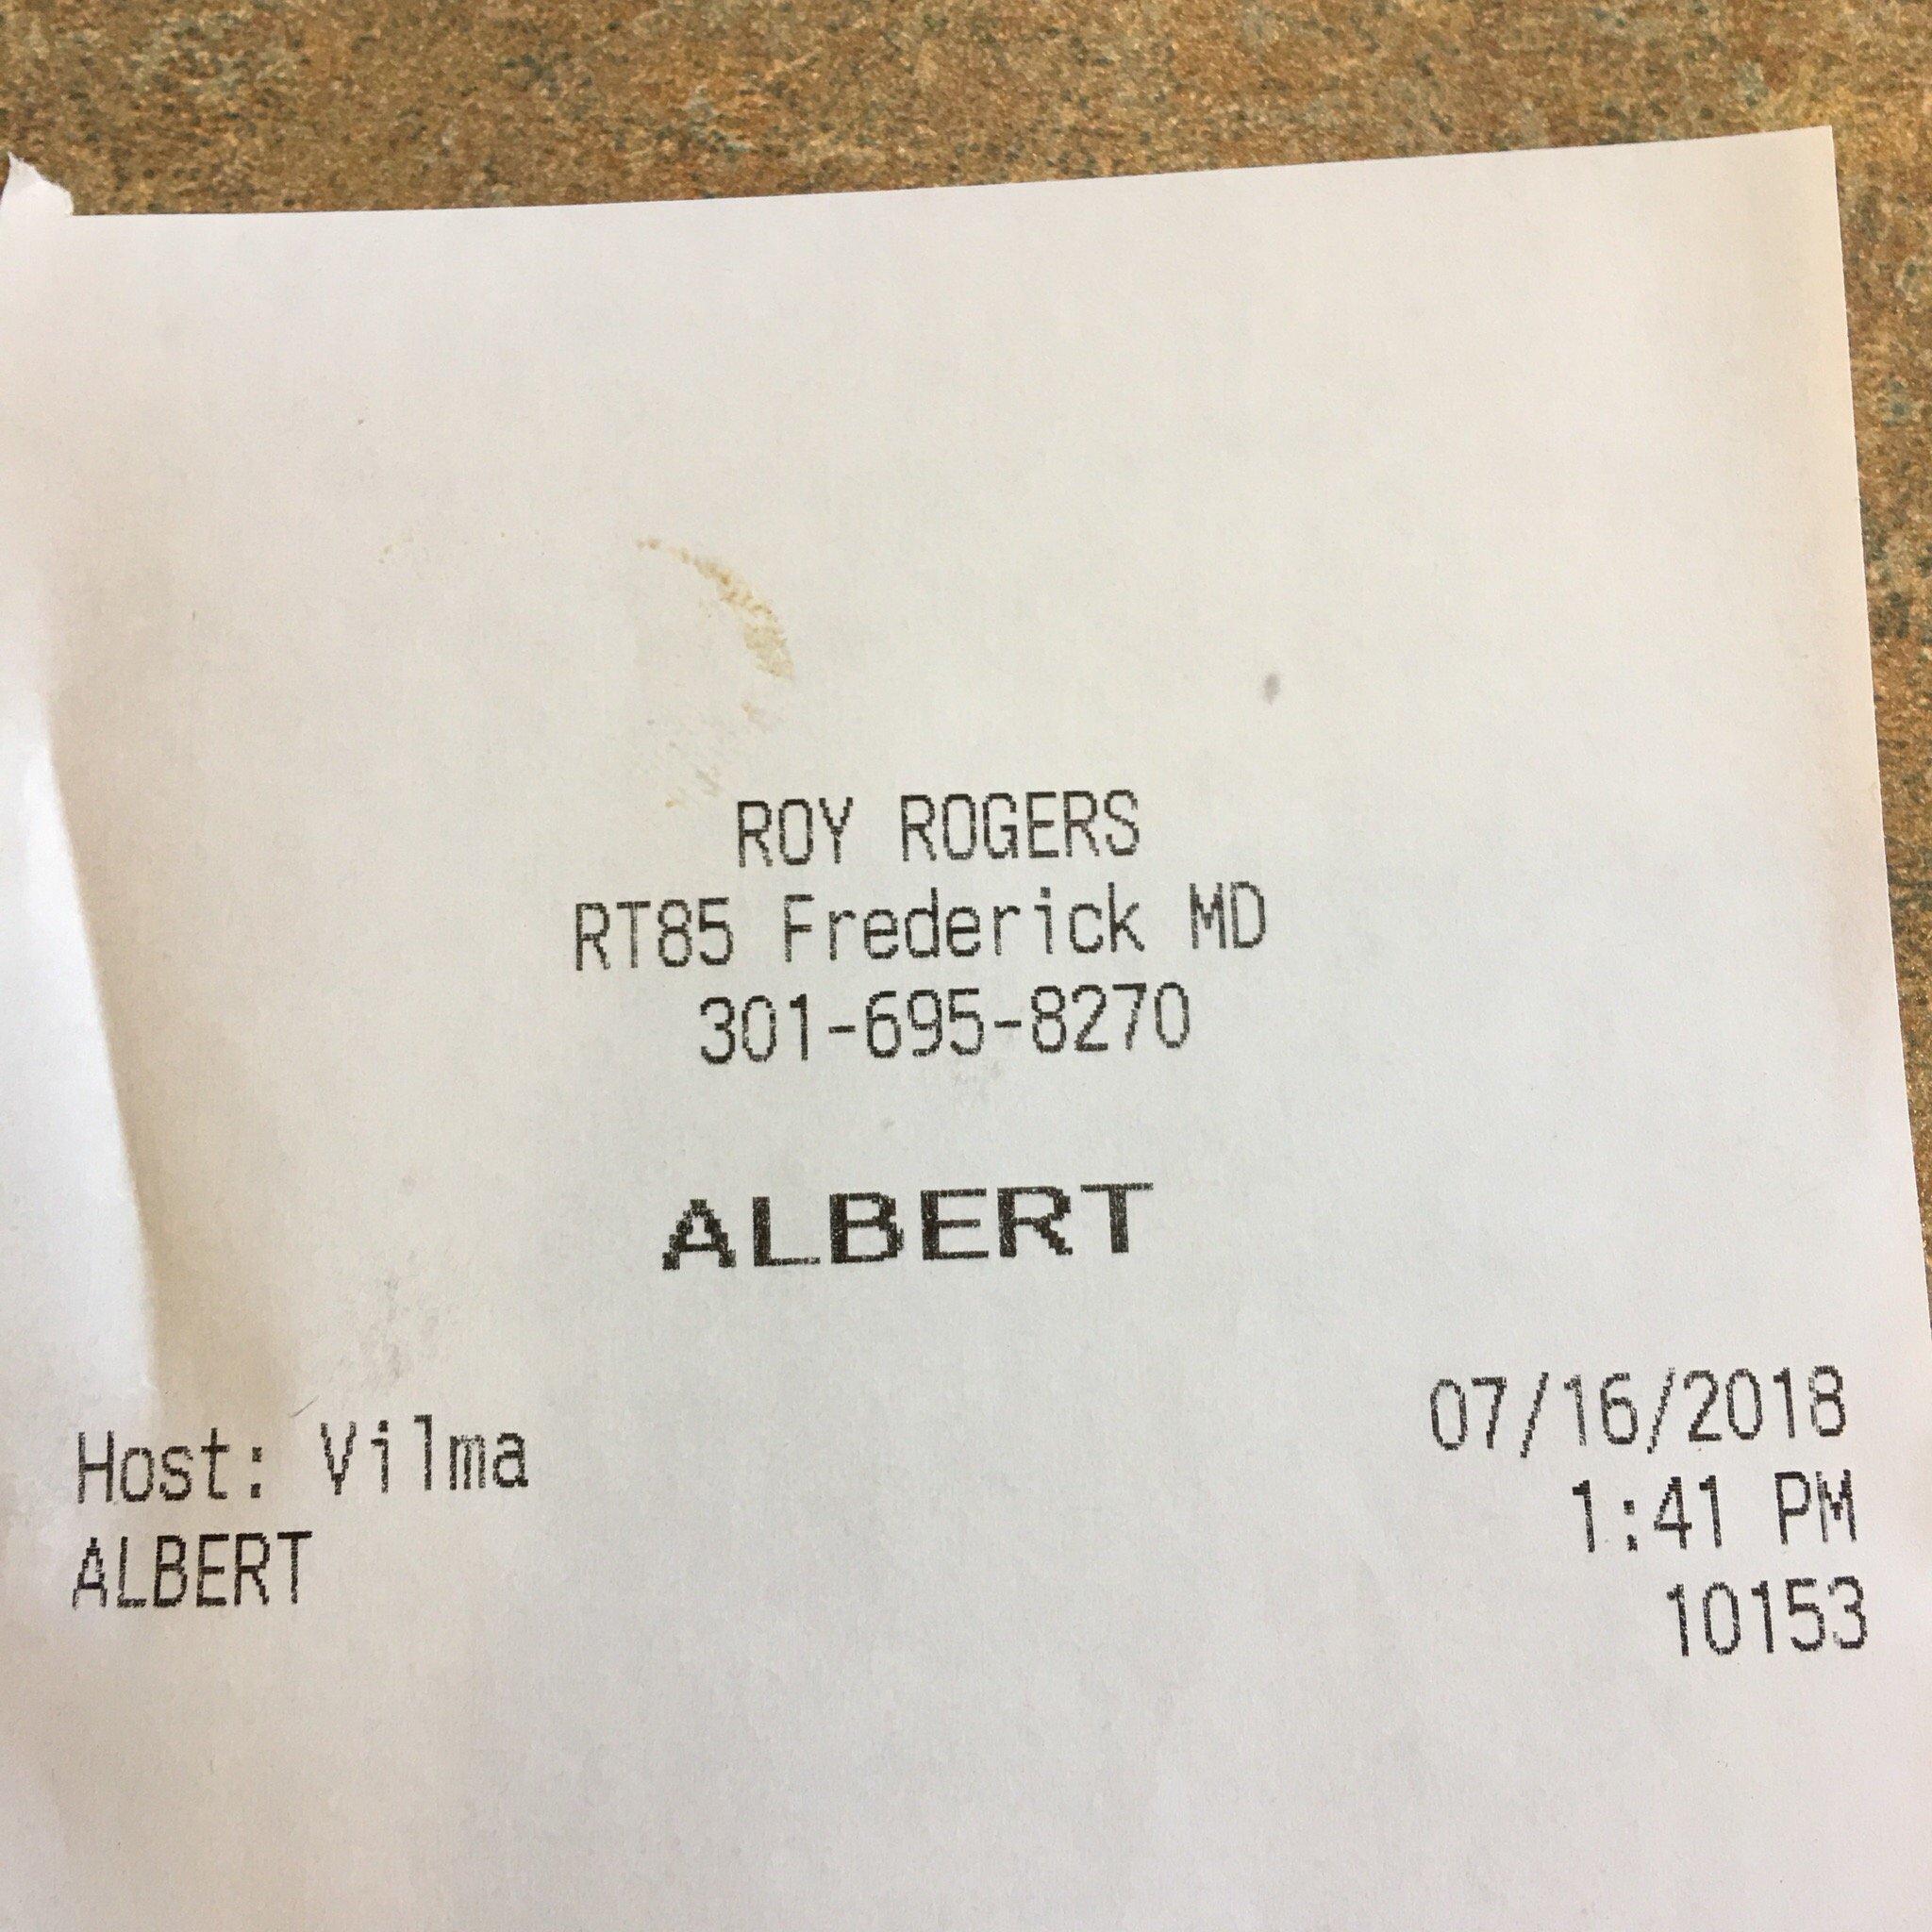 ROY ROGERS
RT85 Frederick MD
301-695-8270
ALBERT
07/16/2018
Host: Vilma
1:41 PM
ALBERT
10153